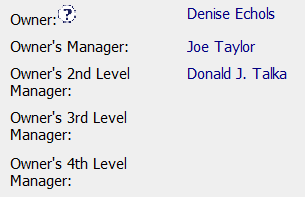 Owner:? Denise Echols
Owner's Manager: Joe Taylor
Owner's 2nd Level Donald J. Talka
Manager:
Owner's 3rd Level
Manager:
Owner's 4th Level
Manager: